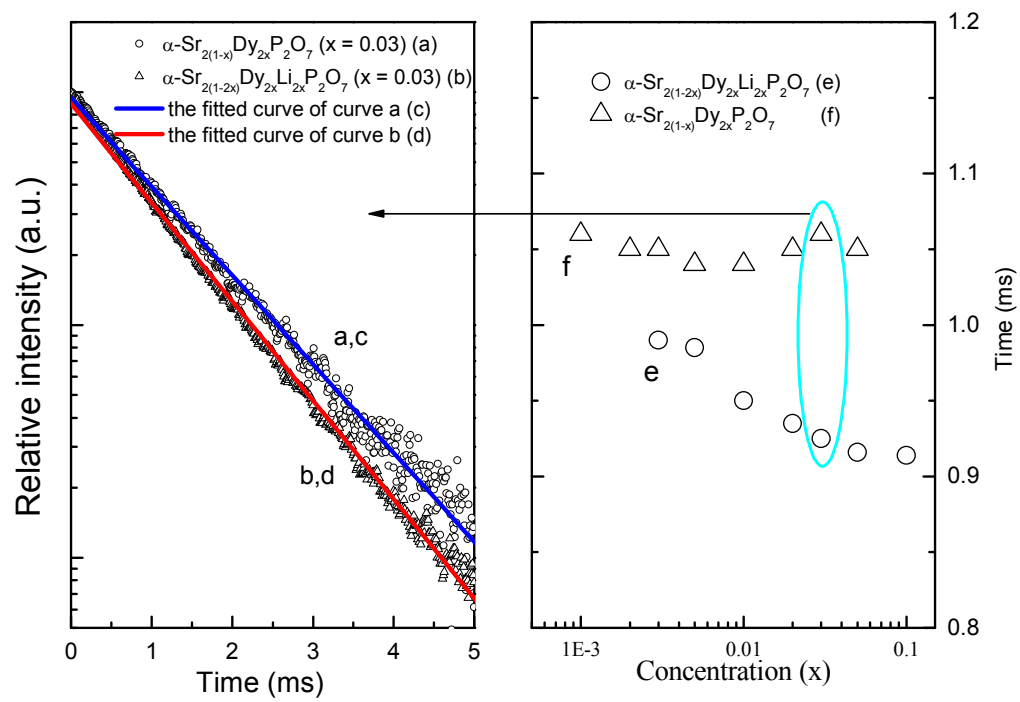 α-Sr2(1-x)Dy2xP2O7 (x = 0.03) (a)
α-Sr2(1-2x)Dy2xLi2xP2O7 (x = 0.03) (b)
the fitted curve of curve a (c)
the fitted curve of curve b (d)
a,c
b,d
Relative intensity (a.u.)
0 1 2 3 4 5
Time (ms)
α-Sr2(1-2x)Dy2xLi2xP2O7 (e)
α-Sr2(1-x)Dy2xP2O7 (f)
f
e
1.2
1.1
1.0
0.9
0.8
Time (ms)
1E-3 0.01 0.1
Concentration (x)